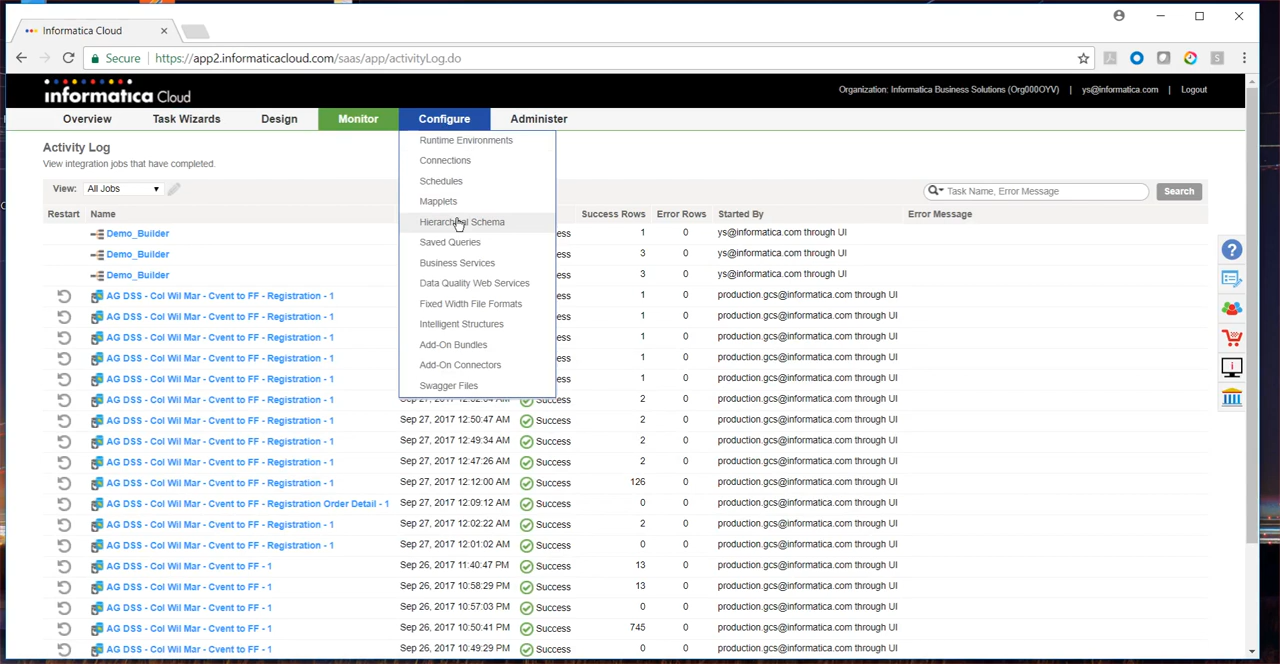 Informatica Cloud
Secure https://app2.informaticacloud.com/saas/app/activityLog.do
informatica Cloud
Organization: Informatica Business Solutions (Org000OYV) | ys@informatica.com | Logout
Overview Task Wizards Design Monitor Configure Administer
Runtime Environments
Connections
Schedules
Mapplets
Hierarchical Schema
Saved Queries
Business Services
Data Quality Web Services
Fixed Width File Formats
Intelligent Structures
Add-On Bundles
Add-On Connectors
Swagger Files
Activity Log
View integration jobs that have completed.
View: All Jobs Task Name, Error Message Search
Restart Name Success Rows Error Rows Started By Error Message
Demo_Builder ess 1 0 ys@informatica.com through UI
Demo_Builder ess 3 0 ys@informatica.com through UI
Demo_Builder ess 3 0 ys@informatica.com through UI
AG DSS - Col Wil Mar - Cvent to FF - Registration - 1 ess 1 0 production.gcs@informatica.com through UI
AG DSS - Col Wil Mar - Cvent to FF - Registration - 1 ess 1 0 production.gcs@informatica.com through UI
AG DSS - Col Wil Mar - Cvent to FF - Registration - 1 ess 1 0 production.gcs@informatica.com through UI
AG DSS - Col Wil Mar - Cvent to FF - Registration - 1 ess 1 0 production.gcs@informatica.com through UI
AG DSS - Col Wil Mar - Cvent to FF - Registration - 1 ess 1 0 production.gcs@informatica.com through UI
AG DSS - Col Wil Mar - Cvent to FF - Registration - 1 Success 2 0 production.gcs@informatica.com through UI
AG DSS - Col Wil Mar - Cvent to FF - Registration - 1 Sep 27, 2017 12:50:47 AM Success 2 0 production.gcs@informatica.com through UI
AG DSS - Col Wil Mar - Cvent to FF - Registration - 1 Sep 27, 2017 12:49:34 AM Success 2 0 production.gcs@informatica.com through UI
AG DSS - Col Wil Mar - Cvent to FF - Registration - 1 Sep 27, 2017 12:47:26 AM Success 2 0 production.gcs@informatica.com through UI
AG DSS - Col Wil Mar - Cvent to FF - Registration - 1 Sep 27, 2017 12:12:00 AM Success 126 0 production.gcs@informatica.com through UI
AG DSS - Col Wil Mar - Cvent to FF - Registration Order Detail - 1 Sep 27, 2017 12:09:12 AM Success 0 0 production.gcs@informatica.com through UI
AG DSS - Col Wil Mar - Cvent to FF - Registration - 1 Sep 27, 2017 12:02:22 AM Success 2 0 production.gcs@informatica.com through UI
AG DSS - Col Wil Mar - Cvent to FF - Registration - 1 Sep 27, 2017 12:01:02 AM Success 0 0 production.gcs@informatica.com through UI
AG DSS - Col Wil Mar - Cvent to FF - 1 Sep 26, 2017 11:40:47 PM Success 13 0 production.gcs@informatica.com through UI
AG DSS - Col Wil Mar - Cvent to FF - 1 Sep 26, 2017 10:58:29 PM Success 13 0 production.gcs@informatica.com through UI
AG DSS - Col Wil Mar - Cvent to FF - 1 Sep 26, 2017 10:57:03 PM Success 0 0 production.gcs@informatica.com through UI
AG DSS - Col Wil Mar - Cvent to FF - 1 Sep 26, 2017 10:50:41 PM Success 745 0 production.gcs@informatica.com through UI
AG DSS - Col Wil Mar - Cvent to FF - 1 Sep 26, 2017 10:49:29 PM Success 0 0 production.gcs@informatica.com through UI